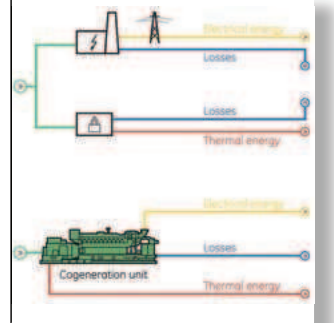 Electrical energy
Losses
Losses
Thermal energy
Electrical energy
Losses
Cogeneration unit
Thermal energy